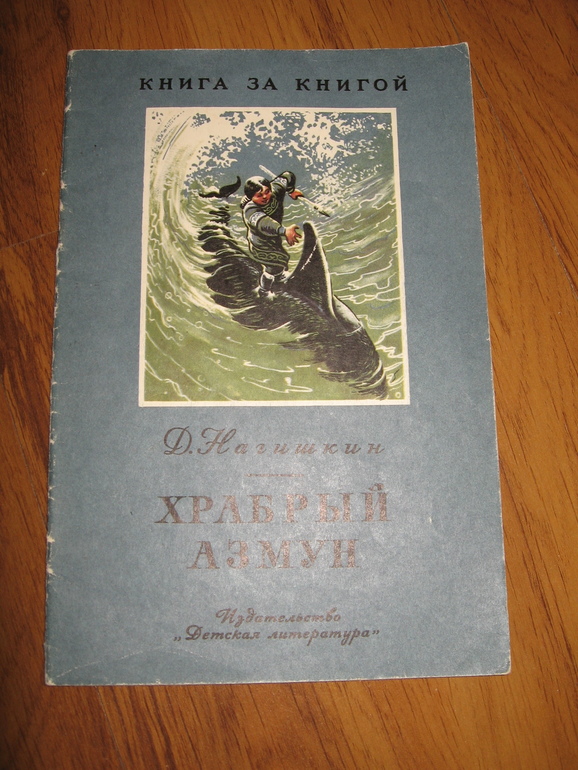 КНИГА ЗА КНИГОЙ
Д. Нагишкин
ХРАБРЫЙ
АЗМУН
Издательство
„Детская литература"